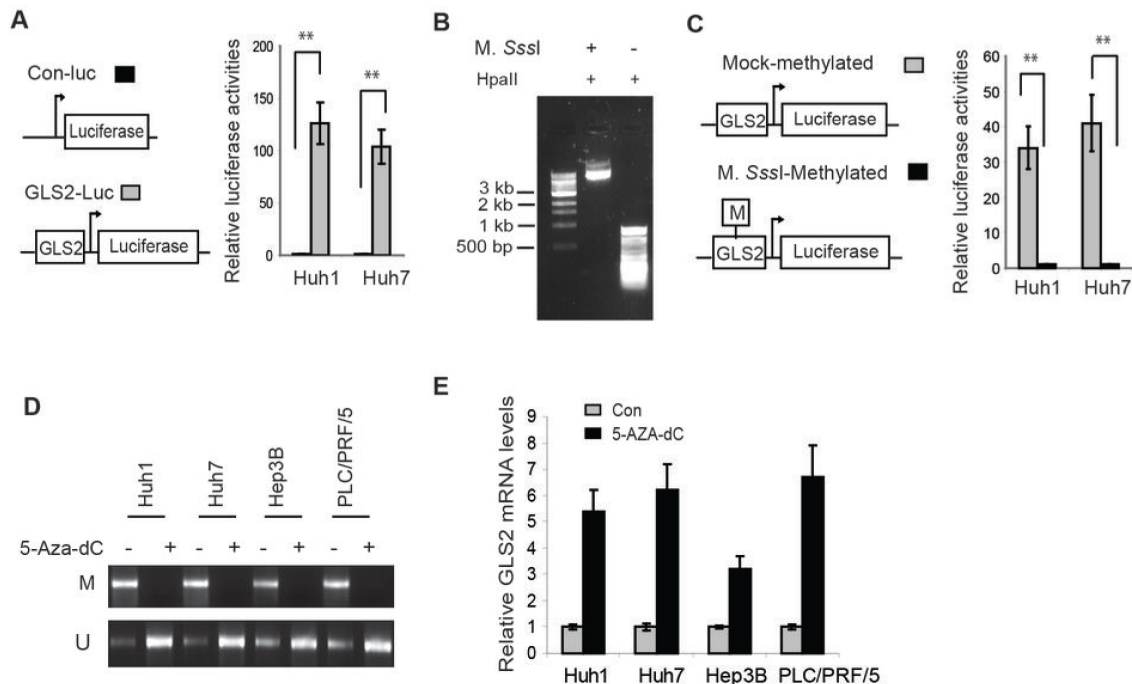 A
Con-luc
Luciferase
GLS2-Luc
GLS2
Luciferase
Relative luciferase activities
200
150
100
50
0
**
**
Huh1
Huh7
B
M. SssI + -
HpaII + +
3 kb
2 kb
1 kb
500 bp
C
Mock-methylated
GLS2
Luciferase
M. SssI-Methylated
M
GLS2
Luciferase
Relative luciferase activities
60
50
40
30
20
10
0
**
**
Huh1
Huh7
D
Huh1
Huh7
Hep3B
PLC/PRF/5
5-Aza-dC - + - + - + - +
M
U
E
Con
5-AZA-dC
Relative GLS2 mRNA levels
9
8
7
6
5
4
3
2
1
0
Huh1 Huh7 Hep3B PLC/PRF/5